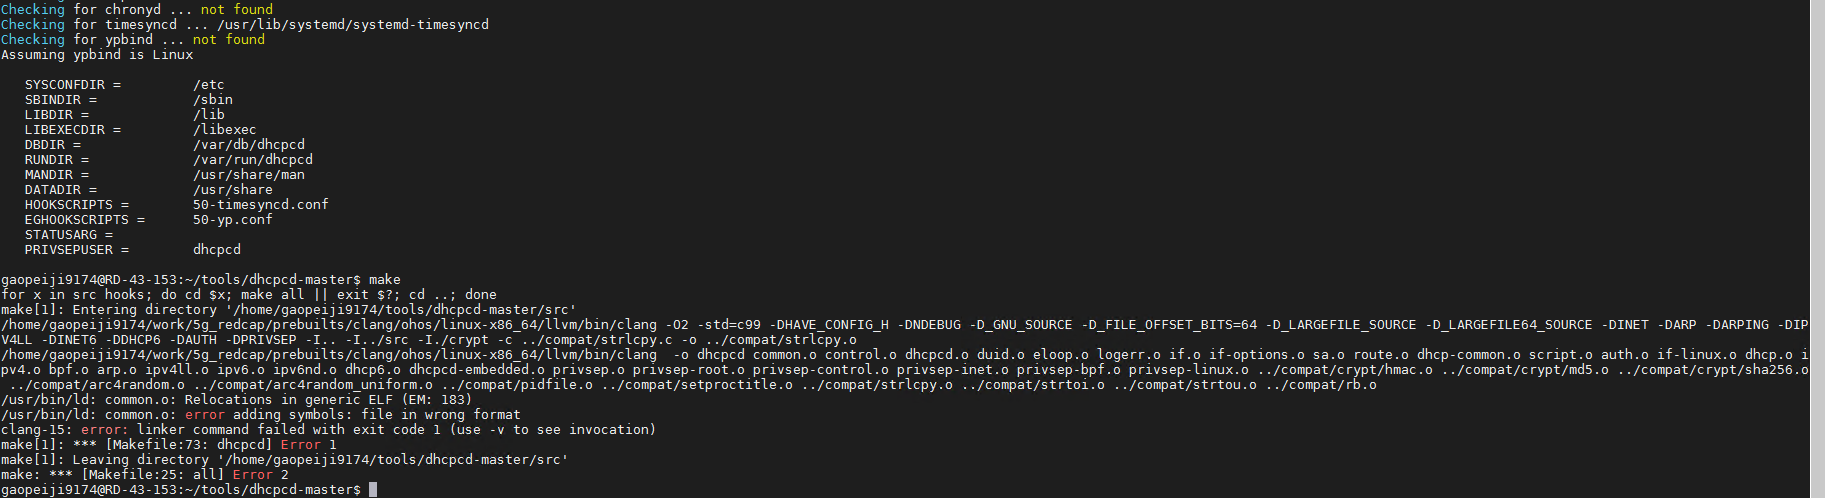 Checking for chronyd ... not found
Checking for timesyncd ... /usr/lib/systemd/systemd-timesyncd
Checking for ypbind ... not found
Assuming ypbind is Linux
SYSCONFDIR = /etc
SBINDIR = /sbin
LIBDIR = /lib
LIBEXECDIR = /libexec
DBDIR = /var/db/dhcpcd
RUNDIR = /var/run/dhcpcd
MANDIR = /usr/share/man
DATADIR = /usr/share
HOOKSCRIPTS = 50-timesyncd.conf
EGHOOKSCRIPTS = 50-yp.conf
STATUSARG =
PRIVSEPUSER = dhcpcd
gaopeiji9174@RD-43-153:~/tools/dhcpcd-master$ make
for x in src hooks; do cd $x; make all || exit $?; cd ..; done
make[1]: Entering directory '/home/gaopeiji9174/tools/dhcpcd-master/src'
/home/gaopeiji9174/work/5g_redcap/prebuilts/clang/ohos/linux-x86_64/llvm/bin/clang -O2 -std=c99 -DHAVE_CONFIG_H -DNDEBUG -D_GNU_SOURCE -D_FILE_OFFSET_BITS=64 -D_LARGEFILE_SOURCE -D_LARGEFILE64_SOURCE -DINET -DARP -DARPING -DIP
V4LL -DINET6 -DDHCP6 -DAUTH -DPRIVSEP -I.. -I../src -I./crypt -c ../compat/strlcpy.c -o ../compat/strlcpy.o
/home/gaopeiji9174/work/5g_redcap/prebuilts/clang/ohos/linux-x86_64/llvm/bin/clang  -o dhcpcd common.o control.o dhcpcd.o duid.o eloop.o logerr.o if.o if-options.o sa.o route.o dhcp-common.o script.o auth.o if-linux.o dhcp.o i
pv4.o bpf.o arp.o ipv4ll.o ipv6.o ipv6nd.o dhcp6.o dhcpcd-embedded.o privsep.o privsep-root.o privsep-control.o privsep-inet.o privsep-bpf.o privsep-linux.o ../compat/crypt/hmac.o ../compat/crypt/md5.o ../compat/crypt/sha256.o
../compat/arc4random.o ../compat/arc4random_uniform.o ../compat/pidfile.o ../compat/setproctitle.o ../compat/strlcpy.o ../compat/strtoi.o ../compat/strtou.o ../compat/rb.o
/usr/bin/ld: common.o: Relocations in generic ELF (EM: 183)
/usr/bin/ld: common.o: error adding symbols: file in wrong format
clang-15: error: linker command failed with exit code 1 (use -v to see invocation)
make[1]: *** [Makefile:73: dhcpcd] Error 1
make[1]: Leaving directory '/home/gaopeiji9174/tools/dhcpcd-master/src'
make: *** [Makefile:25: all] Error 2
gaopeiji9174@RD-43-153:~/tools/dhcpcd-master$